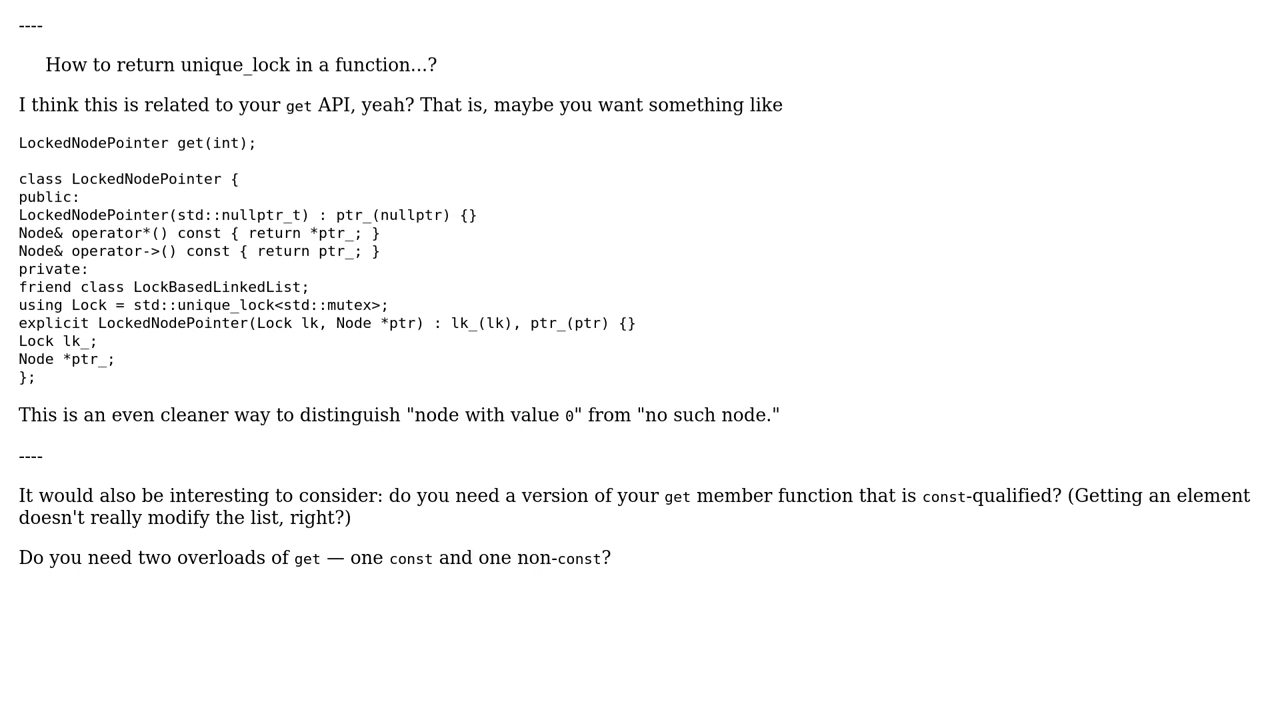 ----
How to return unique_lock in a function...?
I think this is related to your get API, yeah? That is, maybe you want something like
LockedNodePointer get(int);
class LockedNodePointer {
public:
LockedNodePointer(std::nullptr_t) : ptr_(nullptr) {}
Node& operator*() const { return *ptr_; }
Node& operator->() const { return ptr_; }
private:
friend class LockBasedLinkedList;
using Lock = std::unique_lock<std::mutex>;
explicit LockedNodePointer(Lock lk, Node *ptr) : lk_(lk), ptr_(ptr) {}
Lock lk_;
Node *ptr_;
};
This is an even cleaner way to distinguish "node with value 0" from "no such node."
----
It would also be interesting to consider: do you need a version of your get member function that is const-qualified? (Getting an element
doesn't really modify the list, right?)
Do you need two overloads of get — one const and one non-const?